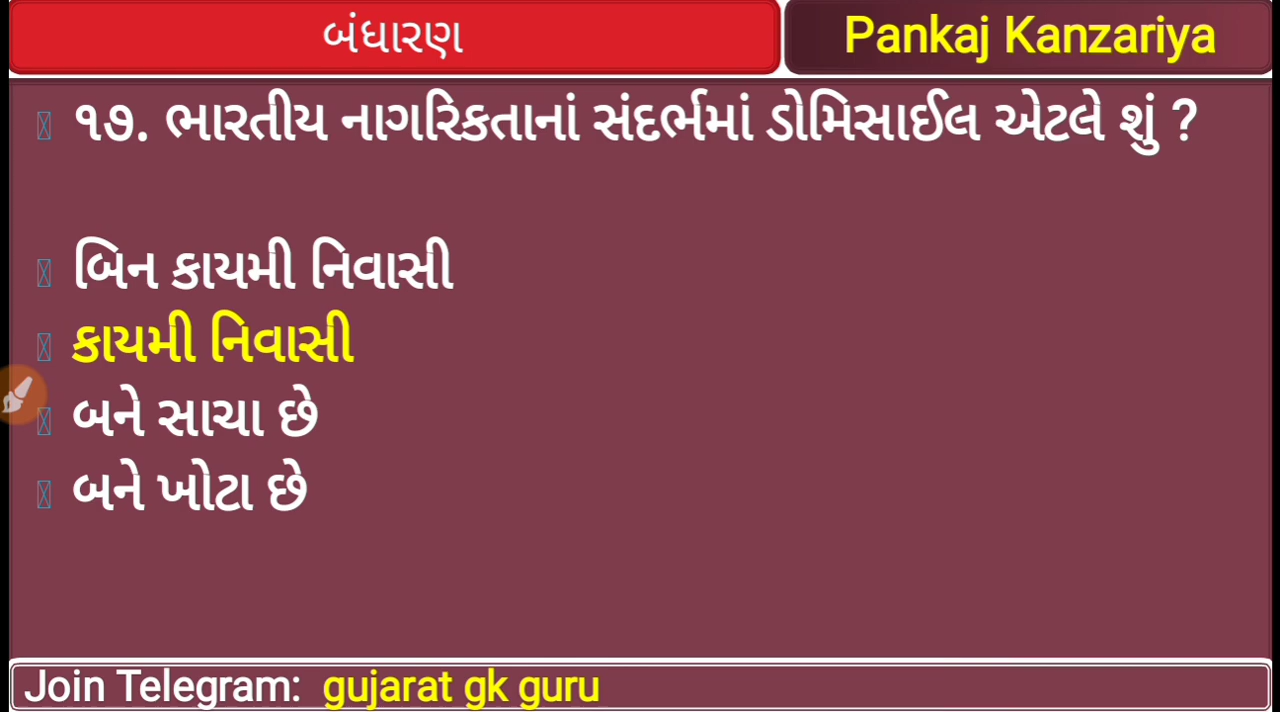 બંધારણ
Pankaj Kanzariya
૧૭. ભારતીય નાગરિકતાનાં સંદર્ભમાં ડોમિસાઈલ એટલે શું ?
બિન કાયમી નિવાસી
કાયમી નિવાસી
બને સાચા છે
બને ખોટા છે
Join Telegram: gujarat gk guru